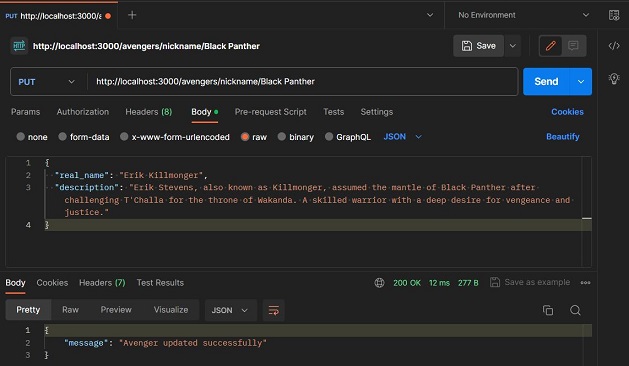 PUT http://localhost:3000/a
No Environment
HTTP http://localhost:3000/avengers/nickname/Black Panther
Save
PUT http://localhost:3000/avengers/nickname/Black Panther Send
Params Authorization Headers (8) Body Pre-request Script Tests Settings Cookies
none form-data x-www-form-urlencoded raw binary GraphQL JSON Beautify
1 {
2 "real_name": "Erik Killmonger",
3 "description": "Erik Stevens, also known as Killmonger, assumed the mantle of Black Panther after
challenging T'Challa for the throne of Wakanda. A skilled warrior with a deep desire for vengeance and
justice."
4 }
Body Cookies Headers (7) Test Results 200 OK 12 ms 277 B Save as example
Pretty Raw Preview Visualize JSON
1 {
2 "message": "Avenger updated successfully"
3 }